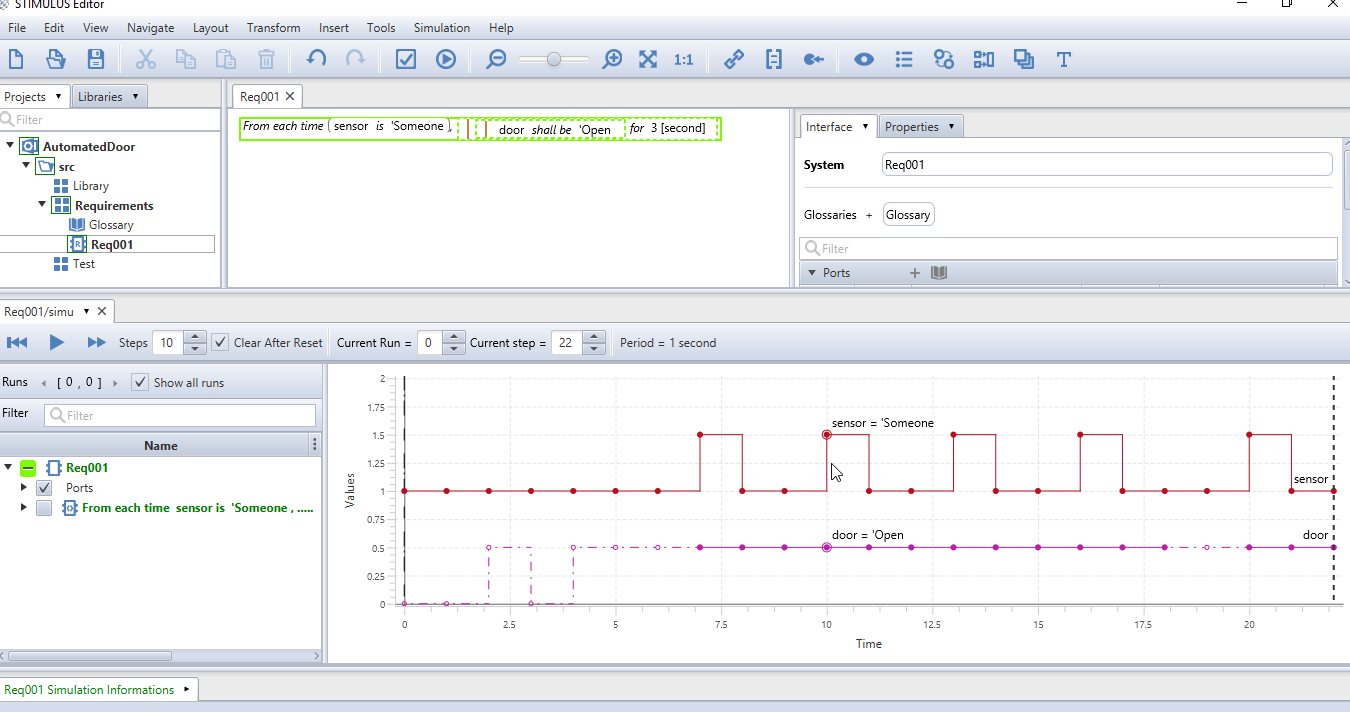 STIMULUS Editor
File Edit View Navigate Layout Transform Insert Tools Simulation Help
1:1 T
Projects Libraries Req001
Filter
From each time sensor is 'Someone , door shall be 'Open for 3 [second]
Interface Properties
AutomatedDoor
src
Library
Requirements
Glossary
R Req001
Test
System Req001
Glossaries + Glossary
Filter
Ports +
Req001/simu
Steps 10 Clear After Reset Current Run = 0 Current step = 22 Period = 1 second
Runs [ 0 , 0 ] Show all runs
Filter Filter
Name
Req001
Ports
From each time sensor is 'Someone , .....
Values
2
1.75
1.5
1.25
1
0.75
0.5
0.25
0
sensor = 'Someone
sensor
door = 'Open
door
0 2.5 5 7.5 10 12.5 15 17.5 20
Time
Req001 Simulation Informations